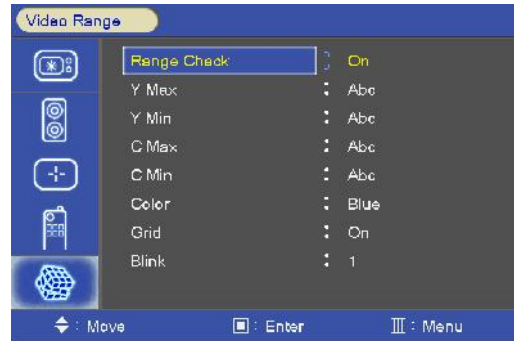 Video Range
Range Check : On
Y Max : Abc
Y Min : Abc
C Max : Abc
C Min : Abc
Color : Blue
Grid : On
Blink : 1
: Move : Enter : Menu